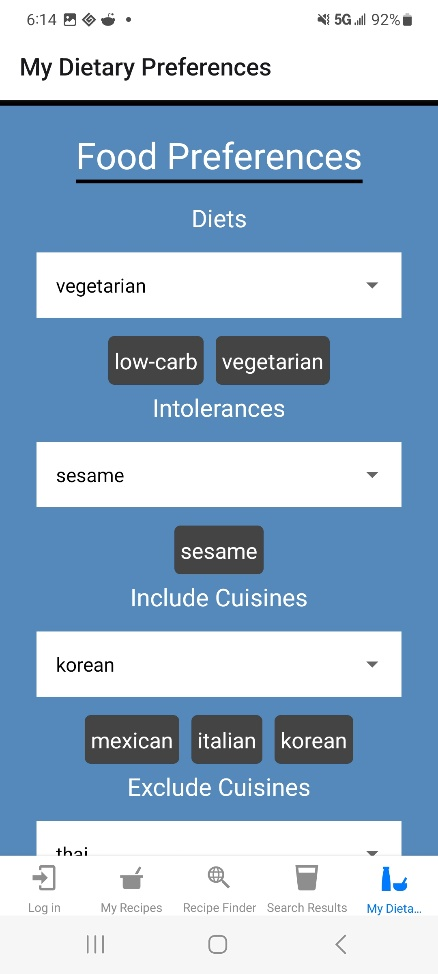 6:14 5G 92%
My Dietary Preferences
Food Preferences
Diets
vegetarian
low-carb vegetarian
Intolerances
sesame
sesame
Include Cuisines
korean
mexican italian korean
Exclude Cuisines
thai
Log in My Recipes Recipe Finder Search Results My Dieta...